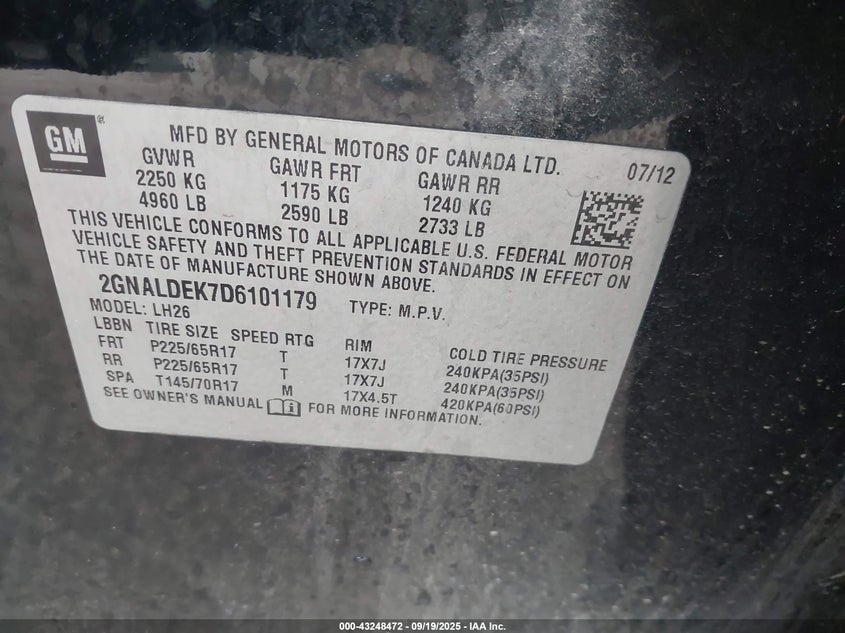 GM ®
MFD BY GENERAL MOTORS OF CANADA LTD. 07/12
GVWR GAWR FRT GAWR RR
2250 KG 1175 KG 1240 KG
4960 LB 2590 LB 2733 LB
THIS VEHICLE CONFORMS TO ALL APPLICABLE U.S. FEDERAL MOTOR
VEHICLE SAFETY AND THEFT PREVENTION STANDARDS IN EFFECT ON
THE DATE OF MANUFACTURE SHOWN ABOVE.
2GNALDEK7D6101179 TYPE: M.P.V.
MODEL: LH26
LBBN TIRE SIZE SPEED RTG RIM COLD TIRE PRESSURE
FRT P225/65R17 T 17X7J 240KPA(35PSI)
RR P225/65R17 T 17X7J 240KPA(35PSI)
SPA T145/70R17 M 17X4.5T 420KPA(60PSI)
SEE OWNER'S MANUAL i FOR MORE INFORMATION.
000-43248472 — 09/19/2025 — IAA Inc.